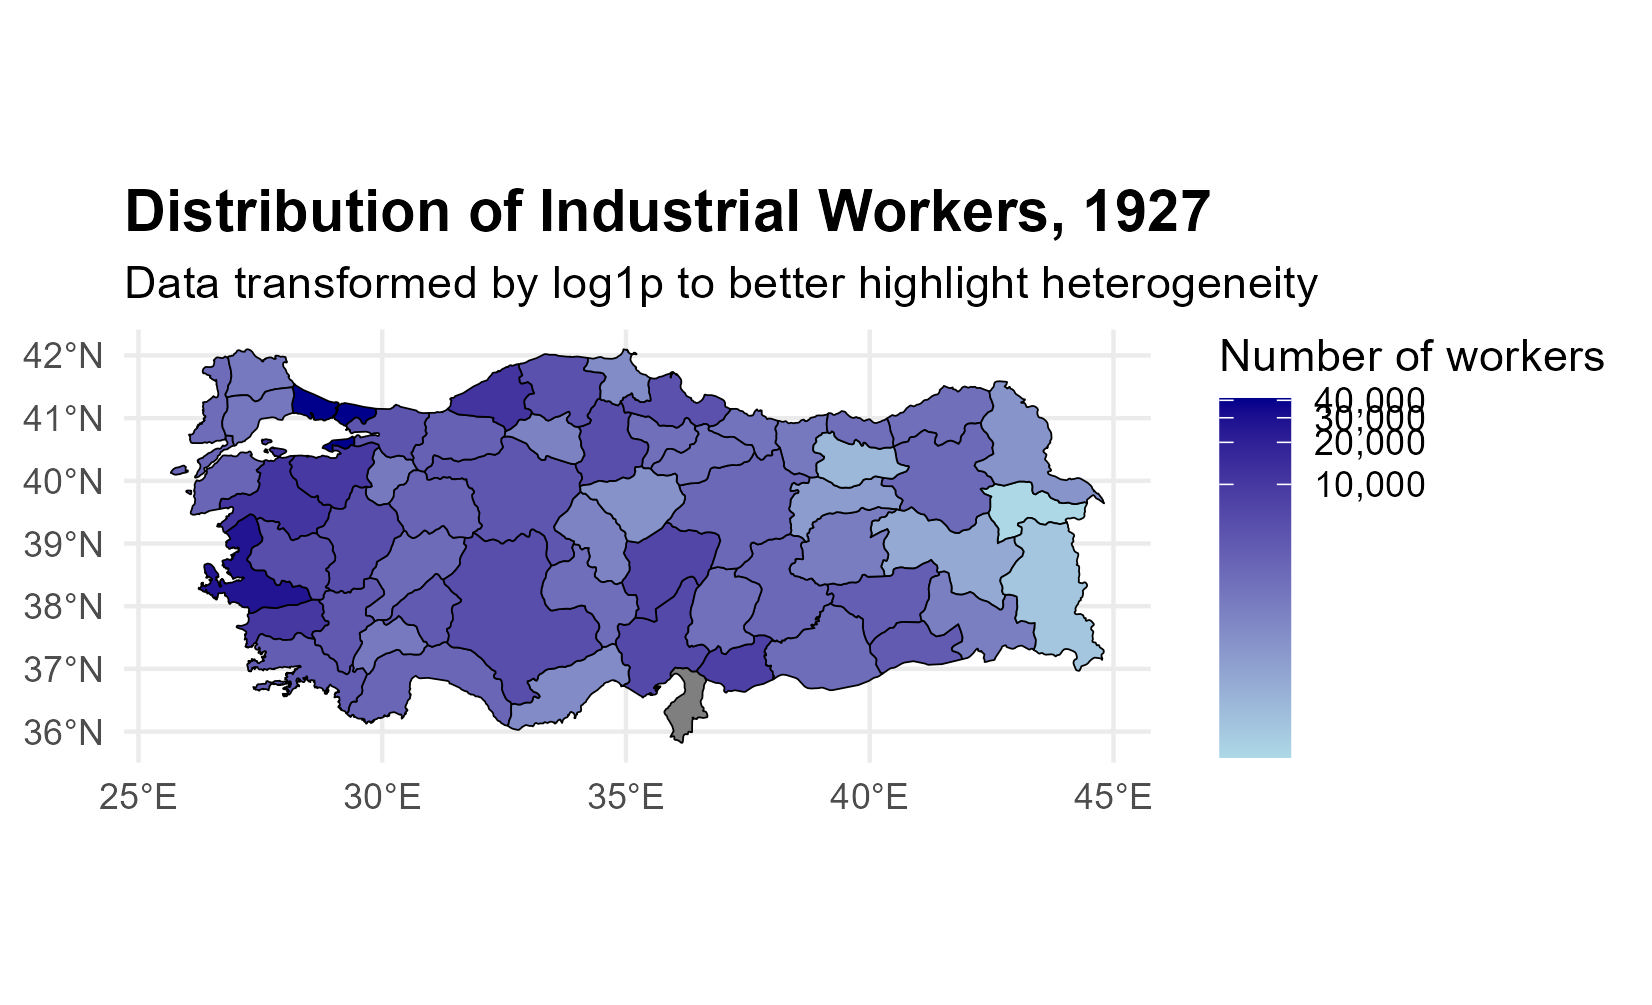 Distribution of Industrial Workers, 1927
Data transformed by log1p to better highlight heterogeneity
Number of workers
40,000
30,000
20,000
10,000
42°N
41°N
40°N
39°N
38°N
37°N
36°N
25°E 30°E 35°E 40°E 45°E